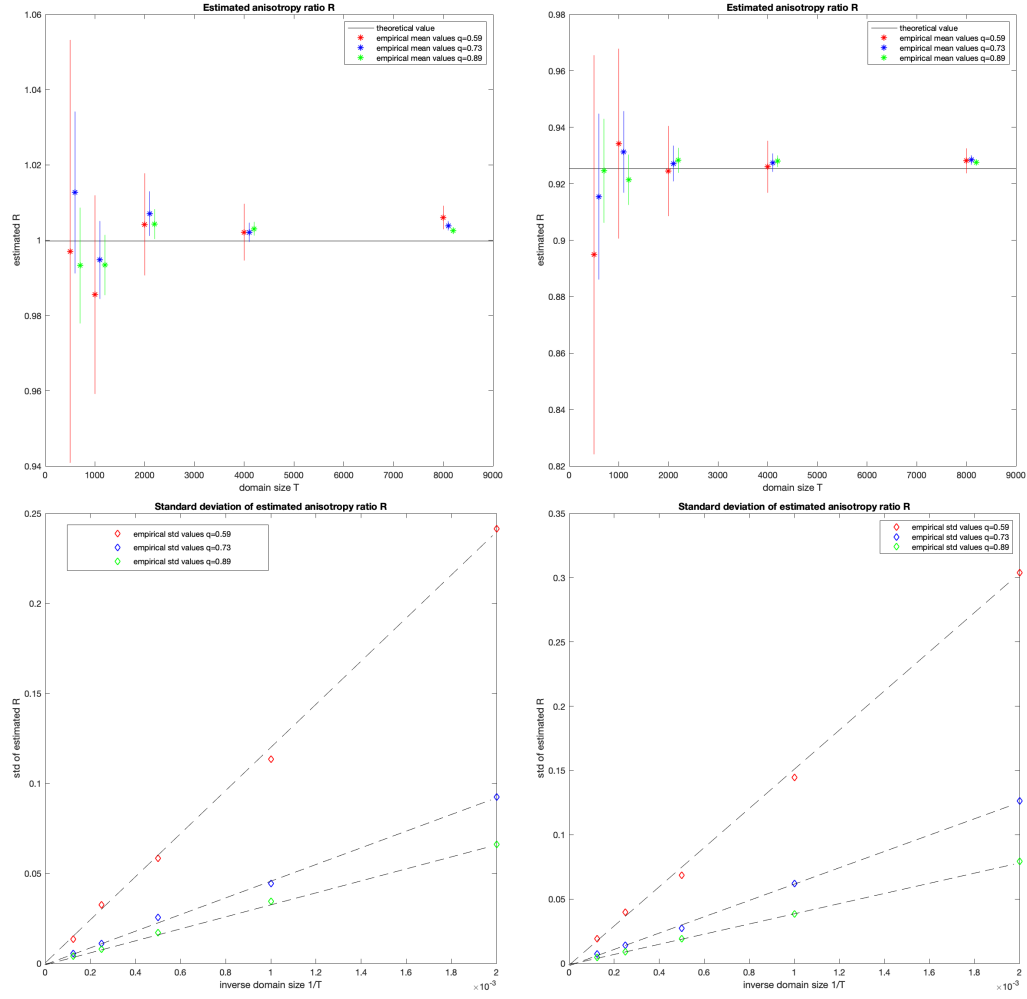 Estimated anisotropy ratio R
theoretical value
empirical mean values q=0.59
empirical mean values q=0.73
empirical mean values q=0.89
1.06
1.04
1.02
1
0.98
0.96
0.94
estimated R
0
1000
2000
3000
4000
5000
6000
7000
8000
9000
domain size T
Estimated anisotropy ratio R
theoretical value
empirical mean values q=0.59
empirical mean values q=0.73
empirical mean values q=0.89
0.98
0.96
0.94
0.92
0.9
0.88
0.86
0.84
0.82
estimated R
0
1000
2000
3000
4000
5000
6000
7000
8000
9000
domain size T
Standard deviation of estimated anisotropy ratio R
empirical std values q=0.59
empirical std values q=0.73
empirical std values q=0.89
0.25
0.2
0.15
0.1
0.05
0
std of estimated R
0
0.2
0.4
0.6
0.8
1
1.2
1.4
1.6
1.8
2
inverse domain size 1/T
×10⁻³
Standard deviation of estimated anisotropy ratio R
empirical std values q=0.59
empirical std values q=0.73
empirical std values q=0.89
0.35
0.3
0.25
0.2
0.15
0.1
0.05
0
std of estimated R
0
0.2
0.4
0.6
0.8
1
1.2
1.4
1.6
1.8
2
inverse domain size 1/T
×10⁻³